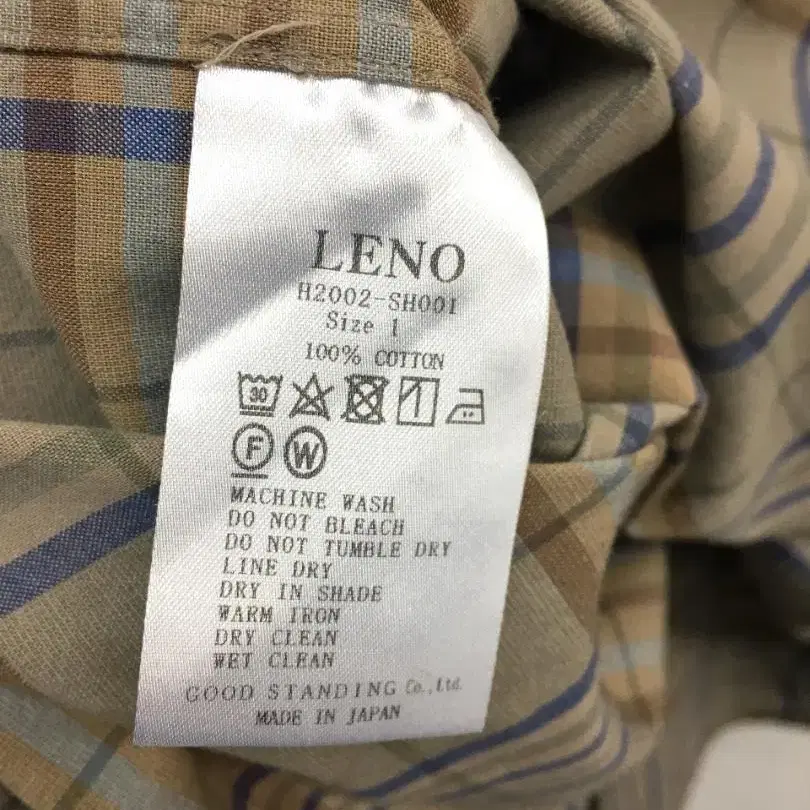 LENO
H2002-SH001
Size 1
100% COTTON
30
F W
MACHINE WASH
DO NOT BLEACH
DO NOT TUMBLE DRY
LINE DRY
DRY IN SHADE
WARM IRON
DRY CLEAN
WET CLEAN
GOOD STANDING Co.,Ltd.
MADE IN JAPAN